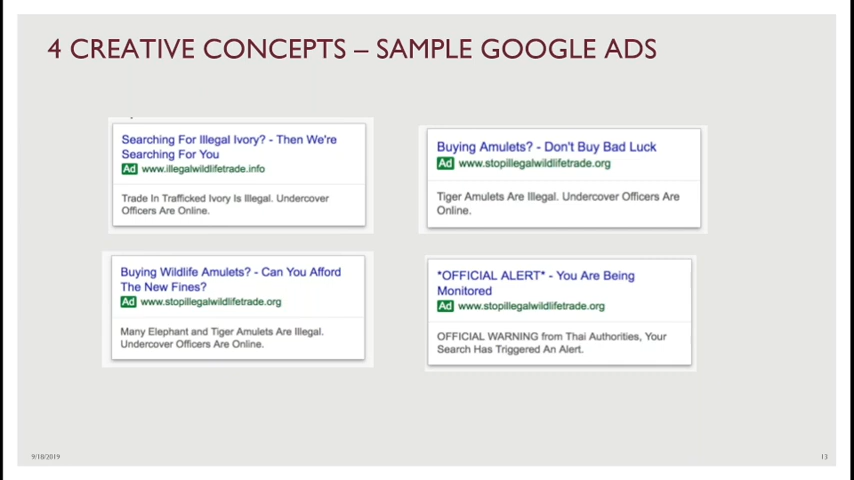 4 CREATIVE CONCEPTS – SAMPLE GOOGLE ADS
Searching For Illegal Ivory? - Then We're
Searching For You
Ad www.illegalwildlifetrade.info
Trade In Trafficked Ivory Is Illegal. Undercover
Officers Are Online.
Buying Amulets? - Don't Buy Bad Luck
Ad www.stopillegalwildlifetrade.org
Tiger Amulets Are Illegal. Undercover Officers Are
Online.
Buying Wildlife Amulets? - Can You Afford
The New Fines?
Ad www.stopillegalwildlifetrade.org
Many Elephant and Tiger Amulets Are Illegal.
Undercover Officers Are Online.
*OFFICIAL ALERT* - You Are Being
Monitored
Ad www.stopillegalwildlifetrade.org
OFFICIAL WARNING from Thai Authorities, Your
Search Has Triggered An Alert.
9/18/2019
13